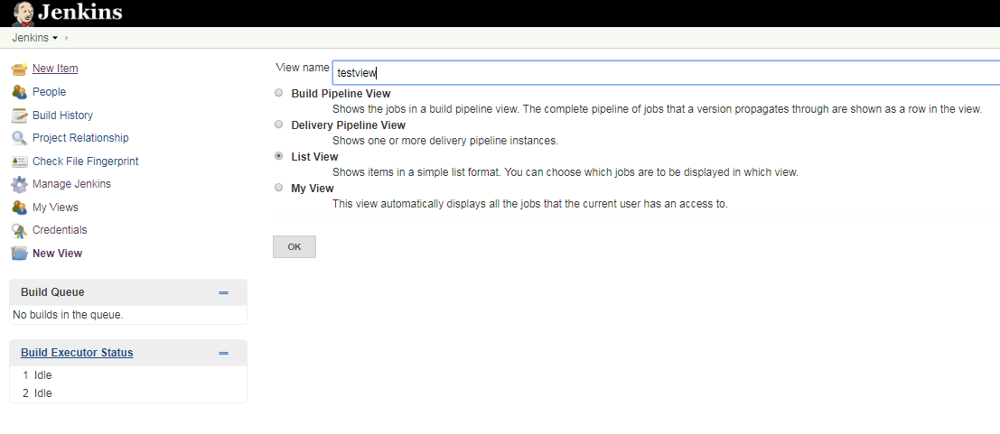 Jenkins
Jenkins
New Item
People
Build History
Project Relationship
Check File Fingerprint
Manage Jenkins
My Views
Credentials
New View
Build Queue
No builds in the queue.
Build Executor Status
1 Idle
2 Idle
View name testview
Build Pipeline View
Shows the jobs in a build pipeline view. The complete pipeline of jobs that a version propagates through are shown as a row in the view.
Delivery Pipeline View
Shows one or more delivery pipeline instances.
List View
Shows items in a simple list format. You can choose which jobs are to be displayed in which view.
My View
This view automatically displays all the jobs that the current user has an access to.
OK